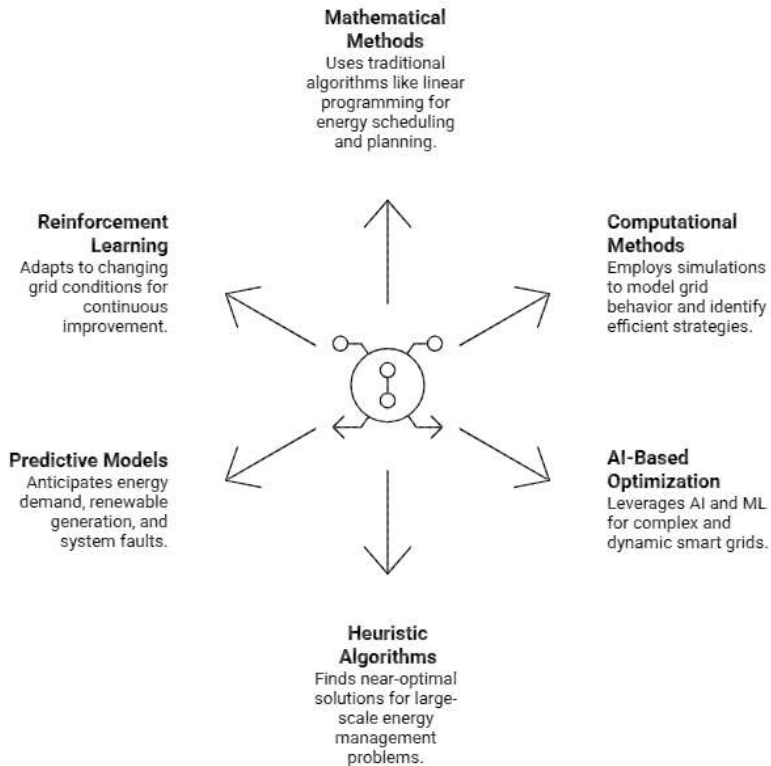 Mathematical
Methods
Uses traditional
algorithms like linear
programming for
energy scheduling
and planning.
Reinforcement
Learning
Adapts to changing
grid conditions for
continuous
improvement.
Computational
Methods
Employs simulations
to model grid
behavior and identify
efficient strategies.
Predictive Models
Anticipates energy
demand, renewable
generation, and
system faults.
AI-Based
Optimization
Leverages AI and ML
for complex and
dynamic smart grids.
Heuristic
Algorithms
Finds near-optimal
solutions for large-
scale energy
management
problems.